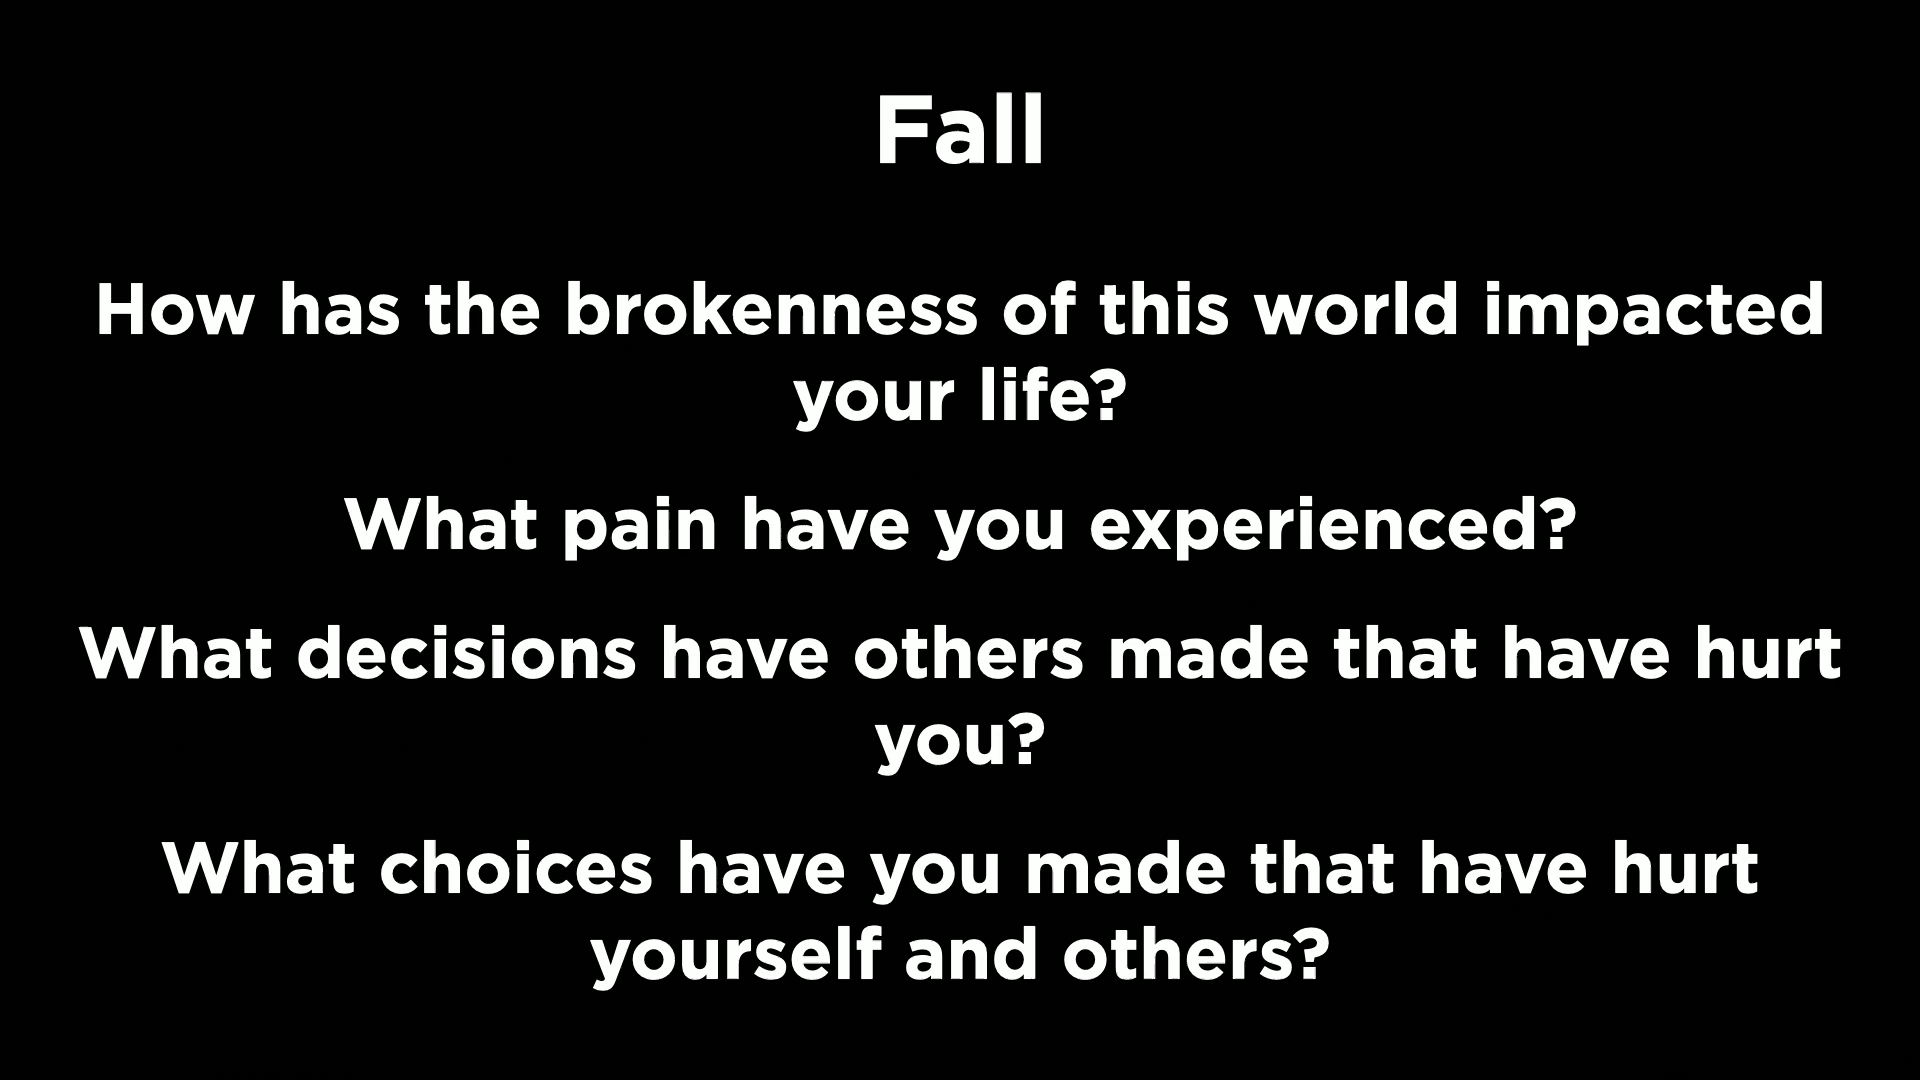 Fall
How has the brokenness of this world impacted
your life?
What pain have you experienced?
What decisions have others made that have hurt
you?
What choices have you made that have hurt
yourself and others?